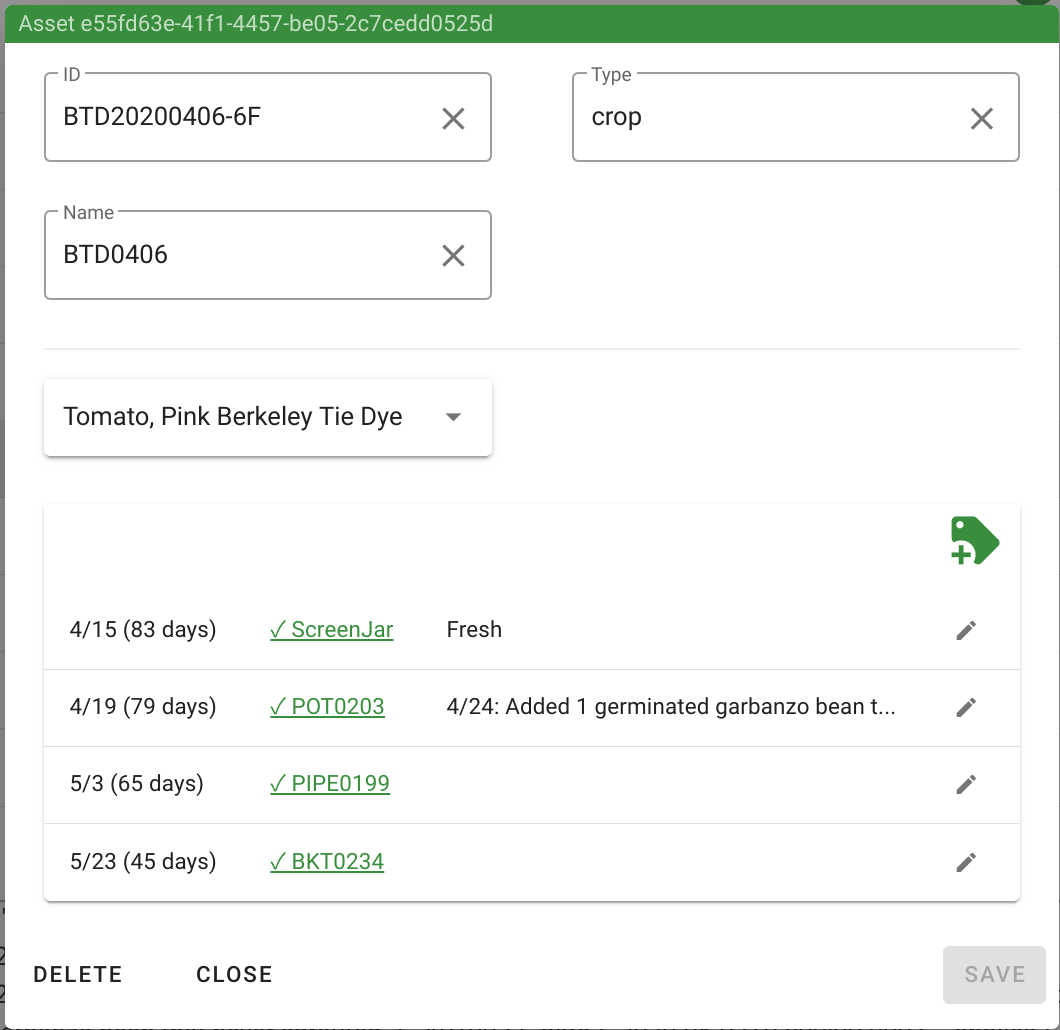 Asset e55fd63e-41f1-4457-be05-2c7cedd0525d
ID
BTD20200406-6F
Type
crop
Name
BTD0406
Tomato, Pink Berkeley Tie Dye
4/15 (83 days) ✓ ScreenJar Fresh
4/19 (79 days) ✓ POT0203 4/24: Added 1 germinated garbanzo bean t...
5/3 (65 days) ✓ PIPE0199
5/23 (45 days) ✓ BKT0234
DELETE CLOSE SAVE